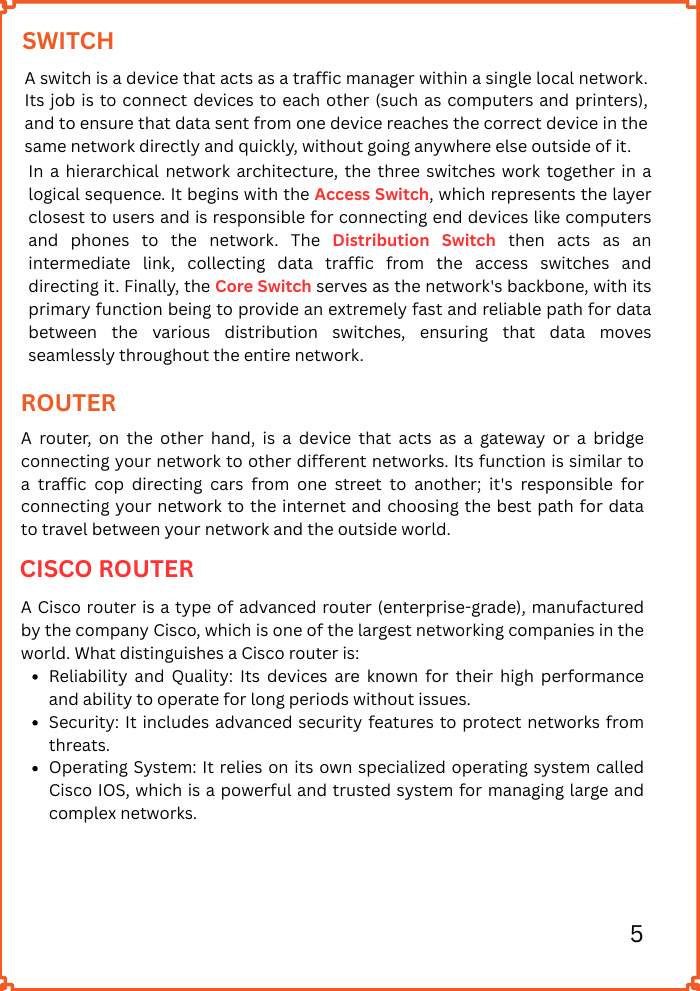 SWITCH
A switch is a device that acts as a traffic manager within a single local network.
Its job is to connect devices to each other (such as computers and printers),
and to ensure that data sent from one device reaches the correct device in the
same network directly and quickly, without going anywhere else outside of it.
In a hierarchical network architecture, the three switches work together in a
logical sequence. It begins with the Access Switch, which represents the layer
closest to users and is responsible for connecting end devices like computers
and phones to the network. The Distribution Switch then acts as an
intermediate link, collecting data traffic from the access switches and
directing it. Finally, the Core Switch serves as the network's backbone, with its
primary function being to provide an extremely fast and reliable path for data
between the various distribution switches, ensuring that data moves
seamlessly throughout the entire network.
ROUTER
A router, on the other hand, is a device that acts as a gateway or a bridge
connecting your network to other different networks. Its function is similar to
a traffic cop directing cars from one street to another; it's responsible for
connecting your network to the internet and choosing the best path for data
to travel between your network and the outside world.
CISCO ROUTER
A Cisco router is a type of advanced router (enterprise-grade), manufactured
by the company Cisco, which is one of the largest networking companies in the
world. What distinguishes a Cisco router is:
• Reliability and Quality: Its devices are known for their high performance
and ability to operate for long periods without issues.
• Security: It includes advanced security features to protect networks from
threats.
• Operating System: It relies on its own specialized operating system called
Cisco IOS, which is a powerful and trusted system for managing large and
complex networks.
5